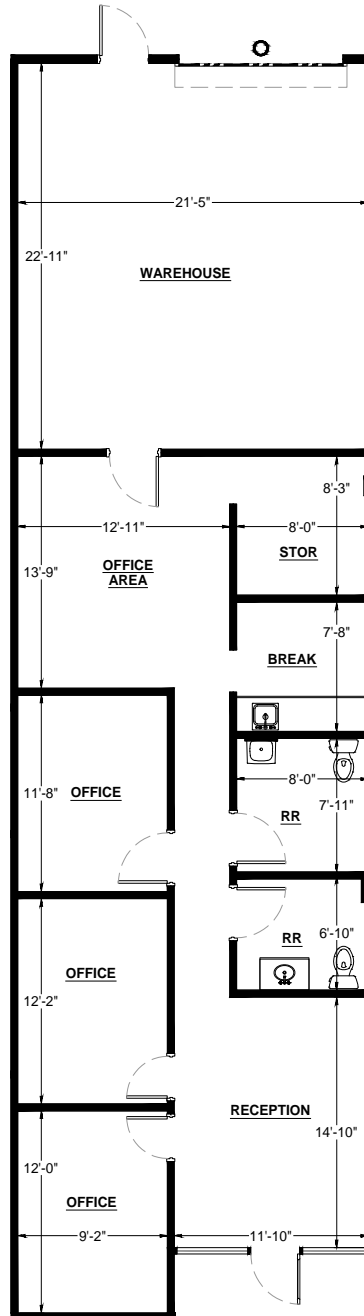 21'-5"
22'-11"
WAREHOUSE
8'-3"
12'-11"
8'-0"
STOR
13'-9"
OFFICE
AREA
7'-8"
BREAK
11'-8"
OFFICE
8'-0"
7'-11"
RR
6'-10"
RR
12'-2"
OFFICE
RECEPTION
14'-10"
12'-0"
OFFICE
9'-2"
11'-10"